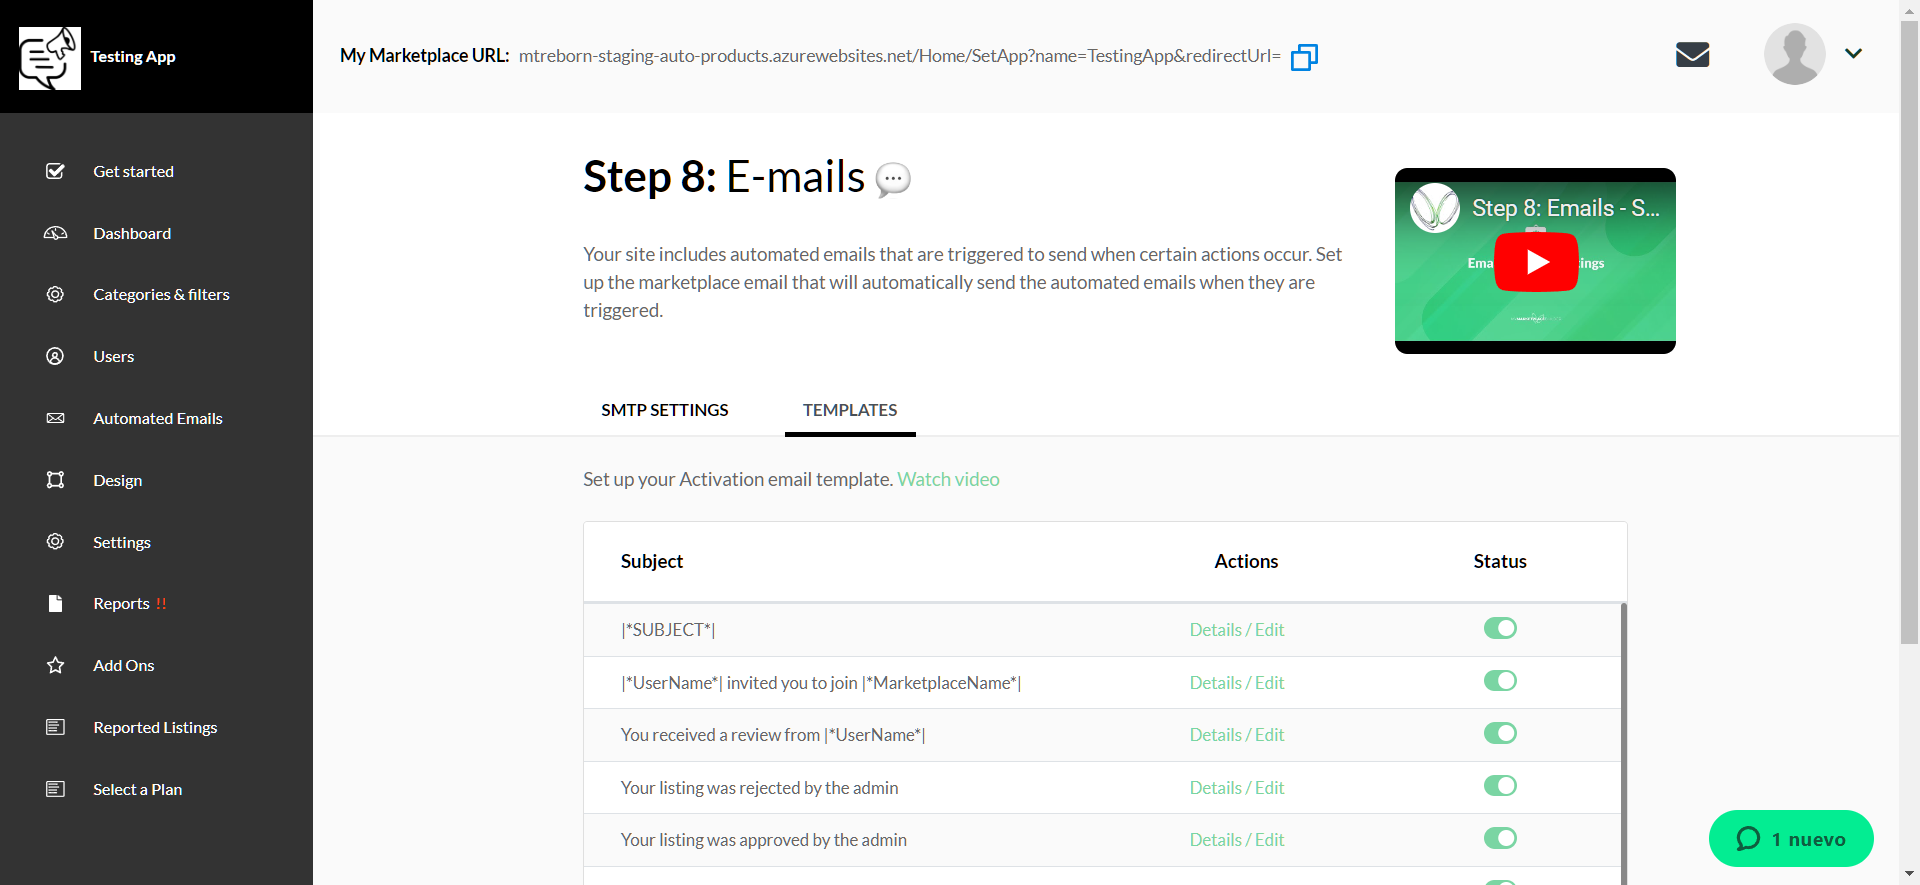 Testing App
My Marketplace URL: mtreborn-staging-auto-products.azurewebsites.net/Home/SetApp?name=TestingApp&redirectUrl=
Get started
Dashboard
Categories & filters
Users
Automated Emails
Design
Settings
Reports !!
Add Ons
Reported Listings
Select a Plan
Step 8: E-mails
Your site includes automated emails that are triggered to send when certain actions occur. Set
up the marketplace email that will automatically send the automated emails when they are
triggered.
Step 8: Emails - S...
SMTP SETTINGS TEMPLATES
Set up your Activation email template. Watch video
Subject Actions Status
|*SUBJECT*| Details / Edit
|*UserName*| invited you to join |*MarketplaceName*| Details / Edit
You received a review from |*UserName*| Details / Edit
Your listing was rejected by the admin Details / Edit
Your listing was approved by the admin Details / Edit
1 nuevo